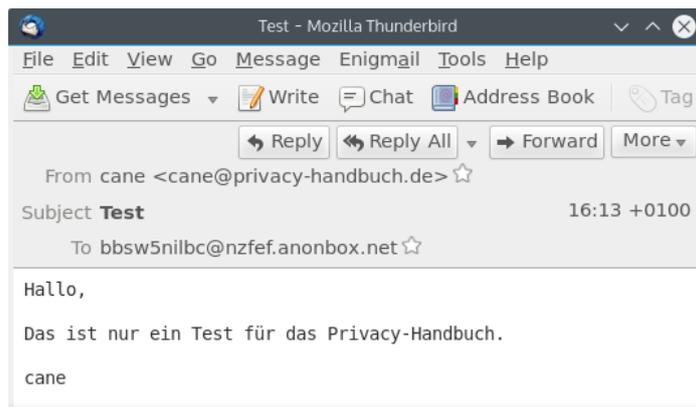 Test - Mozilla Thunderbird
File Edit View Go Message Enigmail Tools Help
Get Messages Write Chat Address Book Tag
Reply Reply All Forward More
From cane <cane@privacy-handbuch.de>
Subject Test 16:13 +0100
To bbsw5nilbc@nzfef.anonbox.net
Hallo,
Das ist nur ein Test für das Privacy-Handbuch.
cane